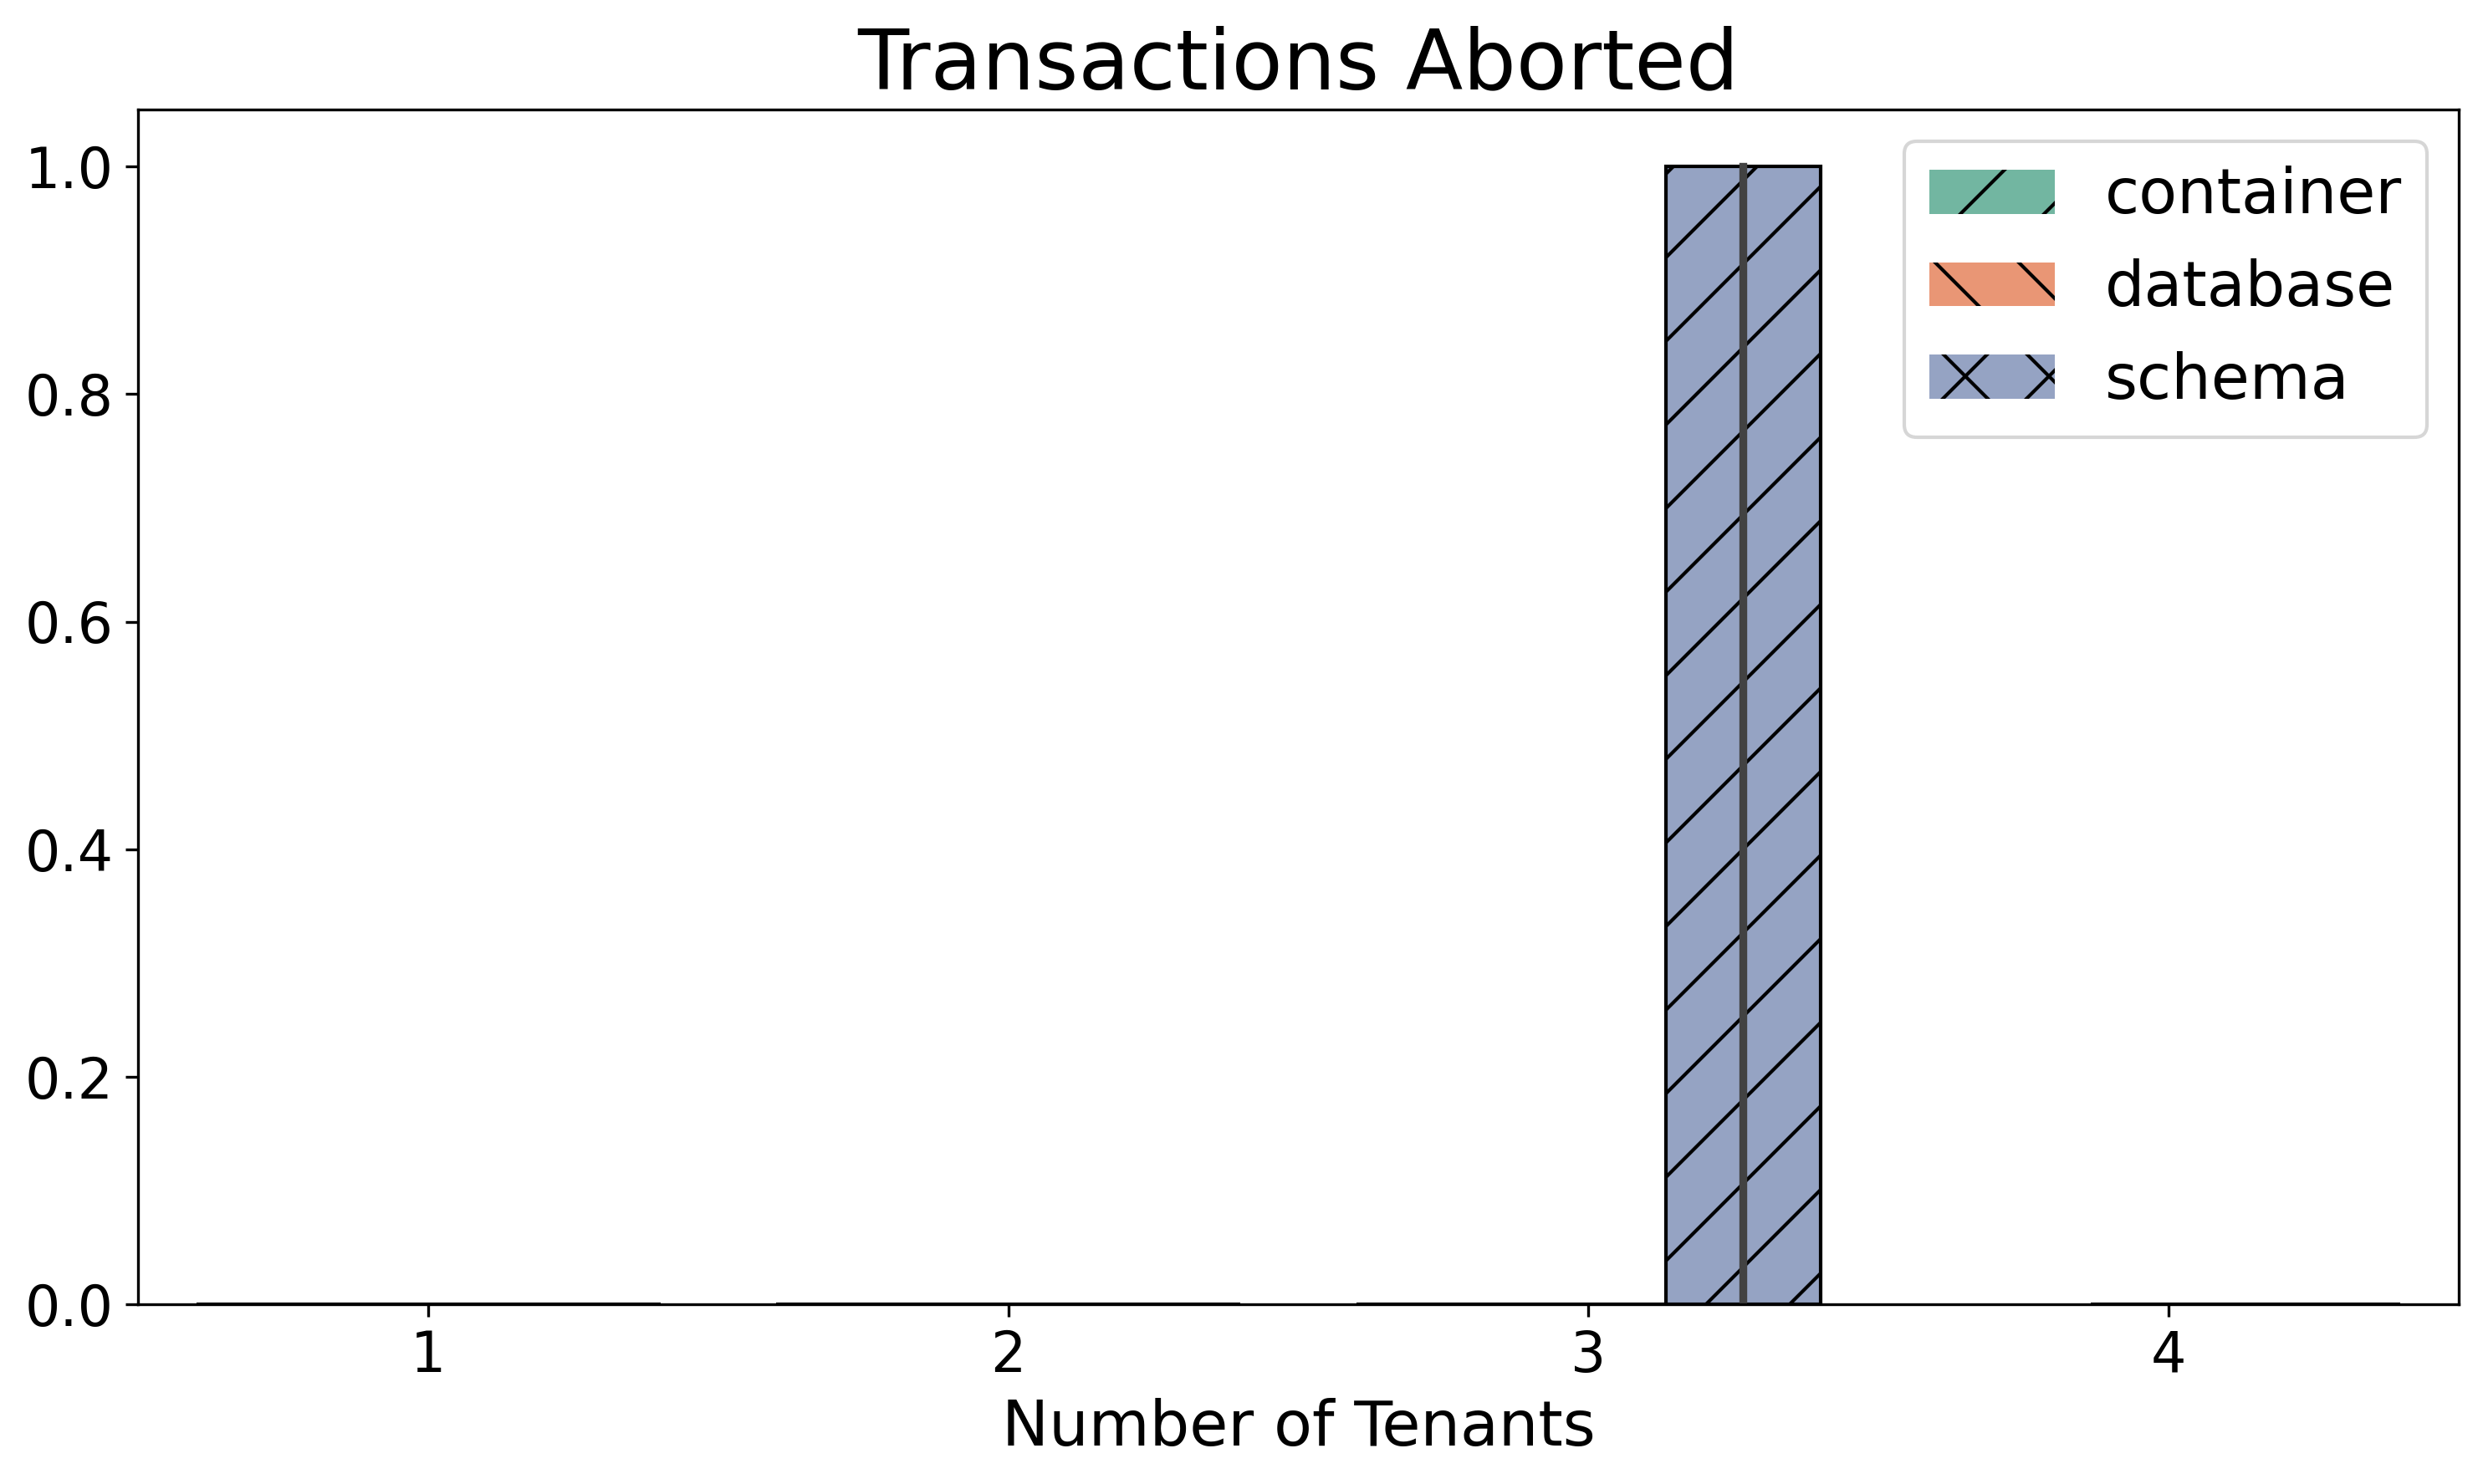 Transactions Aborted
1.0
0.8
0.6
0.4
0.2
0.0
container
database
schema
1 2 3 4
Number of Tenants